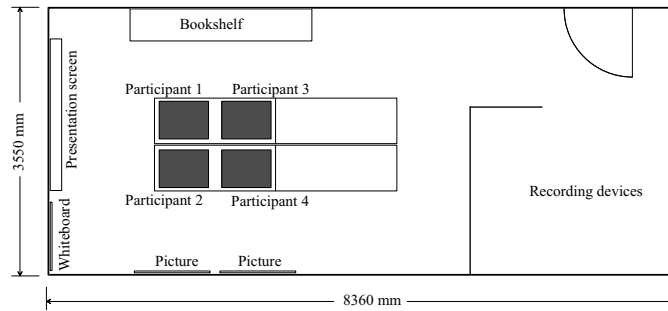 Bookshelf
Participant 1
Participant 3
Presentation screen
3550 mm
Recording devices
Participant 2
Participant 4
Whiteboard
Picture
Picture
8360 mm